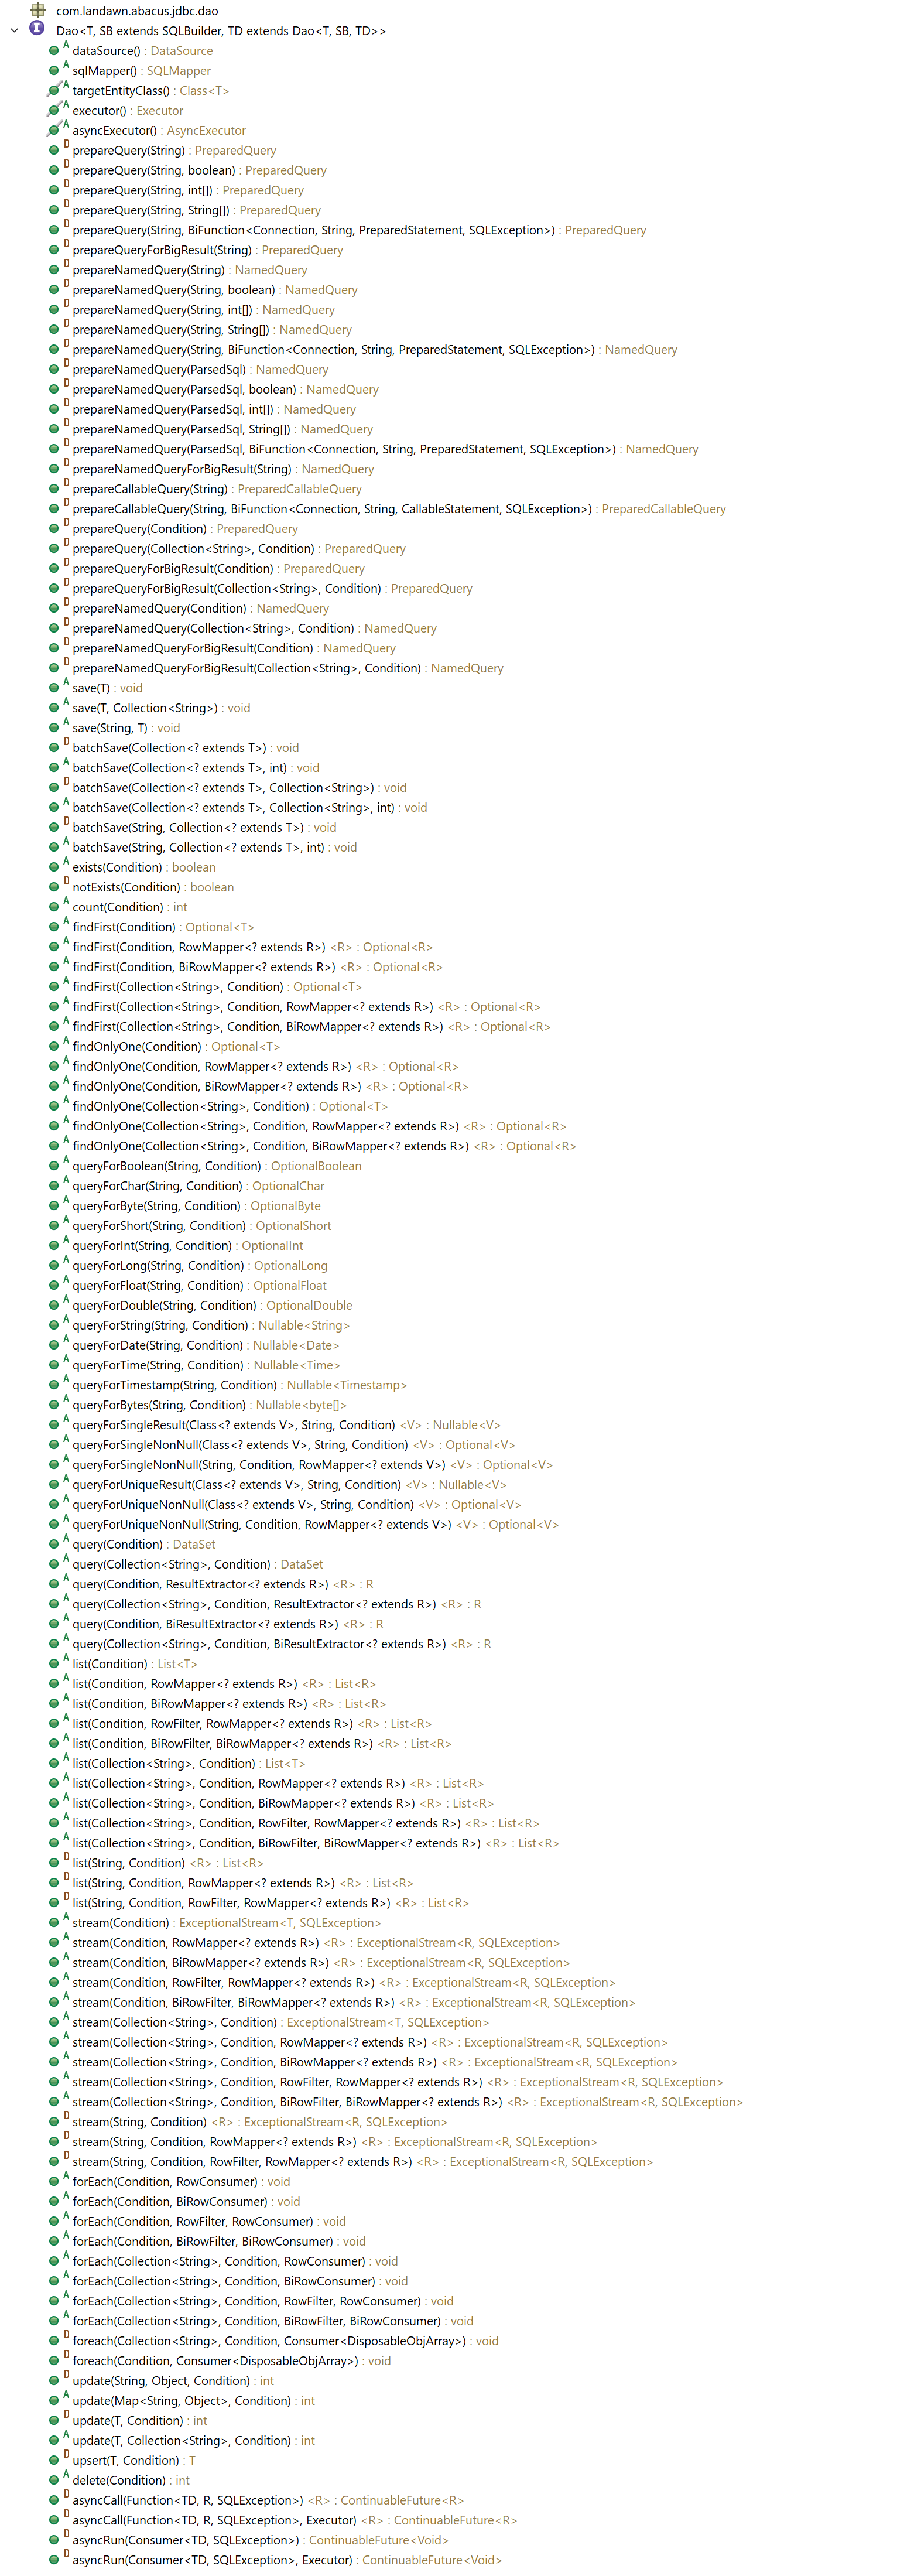 com.landawn.abacus.jdbc.dao
Dao<T, SB extends SQLBuilder, TD extends Dao<T, SB, TD>>
A dataSource() : DataSource
A sqlMapper() : SQLMapper
A targetEntityClass() : Class<T>
A executor() : Executor
A asyncExecutor() : AsyncExecutor
D prepareQuery(String) : PreparedQuery
D prepareQuery(String, boolean) : PreparedQuery
D prepareQuery(String, int[]) : PreparedQuery
D prepareQuery(String, String[]) : PreparedQuery
D prepareQuery(String, BiFunction<Connection, String, PreparedStatement, SQLException>) : PreparedQuery
D prepareQueryForBigResult(String) : PreparedQuery
D prepareNamedQuery(String) : NamedQuery
D prepareNamedQuery(String, boolean) : NamedQuery
D prepareNamedQuery(String, int[]) : NamedQuery
D prepareNamedQuery(String, String[]) : NamedQuery
D prepareNamedQuery(String, BiFunction<Connection, String, PreparedStatement, SQLException>) : NamedQuery
D prepareNamedQuery(ParsedSql) : NamedQuery
D prepareNamedQuery(ParsedSql, boolean) : NamedQuery
D prepareNamedQuery(ParsedSql, int[]) : NamedQuery
D prepareNamedQuery(ParsedSql, String[]) : NamedQuery
D prepareNamedQuery(ParsedSql, BiFunction<Connection, String, PreparedStatement, SQLException>) : NamedQuery
D prepareNamedQueryForBigResult(String) : NamedQuery
D prepareCallableQuery(String) : PreparedCallableQuery
D prepareCallableQuery(String, BiFunction<Connection, String, CallableStatement, SQLException>) : PreparedCallableQuery
D prepareQuery(Condition) : PreparedQuery
D prepareQuery(Collection<String>, Condition) : PreparedQuery
D prepareQueryForBigResult(Condition) : PreparedQuery
D prepareQueryForBigResult(Collection<String>, Condition) : PreparedQuery
D prepareNamedQuery(Condition) : NamedQuery
D prepareNamedQuery(Collection<String>, Condition) : NamedQuery
D prepareNamedQueryForBigResult(Condition) : NamedQuery
D prepareNamedQueryForBigResult(Collection<String>, Condition) : NamedQuery
A save(T) : void
A save(T, Collection<String>) : void
A save(String, T) : void
D batchSave(Collection<? extends T>) : void
A batchSave(Collection<? extends T>, int) : void
D batchSave(Collection<? extends T>, Collection<String>) : void
A batchSave(Collection<? extends T>, Collection<String>, int) : void
D batchSave(String, Collection<? extends T>) : void
A batchSave(String, Collection<? extends T>, int) : void
A exists(Condition) : boolean
D notExists(Condition) : boolean
A count(Condition) : int
A findFirst(Condition) : Optional<T>
A findFirst(Condition, RowMapper<? extends R>) <R> : Optional<R>
A findFirst(Condition, BiRowMapper<? extends R>) <R> : Optional<R>
A findFirst(Collection<String>, Condition) : Optional<T>
A findFirst(Collection<String>, Condition, RowMapper<? extends R>) <R> : Optional<R>
A findFirst(Collection<String>, Condition, BiRowMapper<? extends R>) <R> : Optional<R>
A findOnlyOne(Condition) : Optional<T>
A findOnlyOne(Condition, RowMapper<? extends R>) <R> : Optional<R>
A findOnlyOne(Condition, BiRowMapper<? extends R>) <R> : Optional<R>
A findOnlyOne(Collection<String>, Condition) : Optional<T>
A findOnlyOne(Collection<String>, Condition, RowMapper<? extends R>) <R> : Optional<R>
A findOnlyOne(Collection<String>, Condition, BiRowMapper<? extends R>) <R> : Optional<R>
A queryForBoolean(String, Condition) : OptionalBoolean
A queryForChar(String, Condition) : OptionalChar
A queryForByte(String, Condition) : OptionalByte
A queryForShort(String, Condition) : OptionalShort
A queryForInt(String, Condition) : OptionalInt
A queryForLong(String, Condition) : OptionalLong
A queryForFloat(String, Condition) : OptionalFloat
A queryForDouble(String, Condition) : OptionalDouble
A queryForString(String, Condition) : Nullable<String>
A queryForDate(String, Condition) : Nullable<Date>
A queryForTime(String, Condition) : Nullable<Time>
A queryForTimestamp(String, Condition) : Nullable<Timestamp>
A queryForBytes(String, Condition) : Nullable<byte[]>
A queryForSingleResult(Class<? extends V>, String, Condition) <V> : Nullable<V>
A queryForSingleNonNull(Class<? extends V>, String, Condition) <V> : Optional<V>
A queryForSingleNonNull(String, Condition, RowMapper<? extends V>) <V> : Optional<V>
A queryForUniqueResult(Class<? extends V>, String, Condition) <V> : Nullable<V>
A queryForUniqueNonNull(Class<? extends V>, String, Condition) <V> : Optional<V>
A queryForUniqueNonNull(String, Condition, RowMapper<? extends V>) <V> : Optional<V>
A query(Condition) : DataSet
A query(Collection<String>, Condition) : DataSet
A query(Condition, ResultExtractor<? extends R>) <R> : R
A query(Collection<String>, Condition, ResultExtractor<? extends R>) <R> : R
A query(Condition, BiResultExtractor<? extends R>) <R> : R
A query(Collection<String>, Condition, BiResultExtractor<? extends R>) <R> : R
A list(Condition) : List<T>
A list(Condition, RowMapper<? extends R>) <R> : List<R>
A list(Condition, BiRowMapper<? extends R>) <R> : List<R>
A list(Condition, RowFilter, RowMapper<? extends R>) <R> : List<R>
A list(Condition, BiRowFilter, BiRowMapper<? extends R>) <R> : List<R>
A list(Collection<String>, Condition) : List<T>
A list(Collection<String>, Condition, RowMapper<? extends R>) <R> : List<R>
A list(Collection<String>, Condition, BiRowMapper<? extends R>) <R> : List<R>
A list(Collection<String>, Condition, RowFilter, RowMapper<? extends R>) <R> : List<R>
A list(Collection<String>, Condition, BiRowFilter, BiRowMapper<? extends R>) <R> : List<R>
D list(String, Condition) <R> : List<R>
D list(String, Condition, RowMapper<? extends R>) <R> : List<R>
D list(String, Condition, RowFilter, RowMapper<? extends R>) <R> : List<R>
A stream(Condition) : ExceptionalStream<T, SQLException>
A stream(Condition, RowMapper<? extends R>) <R> : ExceptionalStream<R, SQLException>
A stream(Condition, BiRowMapper<? extends R>) <R> : ExceptionalStream<R, SQLException>
A stream(Condition, RowFilter, RowMapper<? extends R>) <R> : ExceptionalStream<R, SQLException>
A stream(Condition, BiRowFilter, BiRowMapper<? extends R>) <R> : ExceptionalStream<R, SQLException>
A stream(Collection<String>, Condition) : ExceptionalStream<T, SQLException>
A stream(Collection<String>, Condition, RowMapper<? extends R>) <R> : ExceptionalStream<R, SQLException>
A stream(Collection<String>, Condition, BiRowMapper<? extends R>) <R> : ExceptionalStream<R, SQLException>
A stream(Collection<String>, Condition, RowFilter, RowMapper<? extends R>) <R> : ExceptionalStream<R, SQLException>
A stream(Collection<String>, Condition, BiRowFilter, BiRowMapper<? extends R>) <R> : ExceptionalStream<R, SQLException>
D stream(String, Condition) <R> : ExceptionalStream<R, SQLException>
D stream(String, Condition, RowMapper<? extends R>) <R> : ExceptionalStream<R, SQLException>
D stream(String, Condition, RowFilter, RowMapper<? extends R>) <R> : ExceptionalStream<R, SQLException>
A forEach(Condition, RowConsumer) : void
A forEach(Condition, BiRowConsumer) : void
A forEach(Condition, RowFilter, RowConsumer) : void
A forEach(Condition, BiRowFilter, BiRowConsumer) : void
A forEach(Collection<String>, Condition, RowConsumer) : void
A forEach(Collection<String>, Condition, BiRowConsumer) : void
A forEach(Collection<String>, Condition, RowFilter, RowConsumer) : void
A forEach(Collection<String>, Condition, BiRowFilter, BiRowConsumer) : void
D foreach(Collection<String>, Condition, Consumer<DisposableObjArray>) : void
D foreach(Condition, Consumer<DisposableObjArray>) : void
D update(String, Object, Condition) : int
A update(Map<String, Object>, Condition) : int
D update(T, Condition) : int
A update(T, Collection<String>, Condition) : int
D upsert(T, Condition) : T
A delete(Condition) : int
D asyncCall(Function<TD, R, SQLException>) <R> : ContinuableFuture<R>
D asyncCall(Function<TD, R, SQLException>, Executor) <R> : ContinuableFuture<R>
D asyncRun(Consumer<TD, SQLException>) : ContinuableFuture<Void>
D asyncRun(Consumer<TD, SQLException>, Executor) : ContinuableFuture<Void>